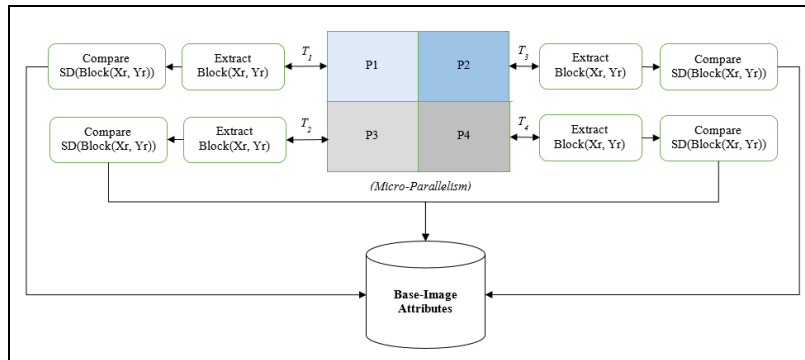 Compare
SD(Block(Xr, Yr))
Extract
Block(Xr, Yr)
T1
P1
P2
T3
Extract
Block(Xr, Yr)
Compare
SD(Block(Xr, Yr))
Compare
SD(Block(Xr, Yr))
Extract
Block(Xr, Yr)
T2
P3
P4
T4
Extract
Block(Xr, Yr)
Compare
SD(Block(Xr, Yr))
(Micro-Parallelism)
Base-Image
Attributes